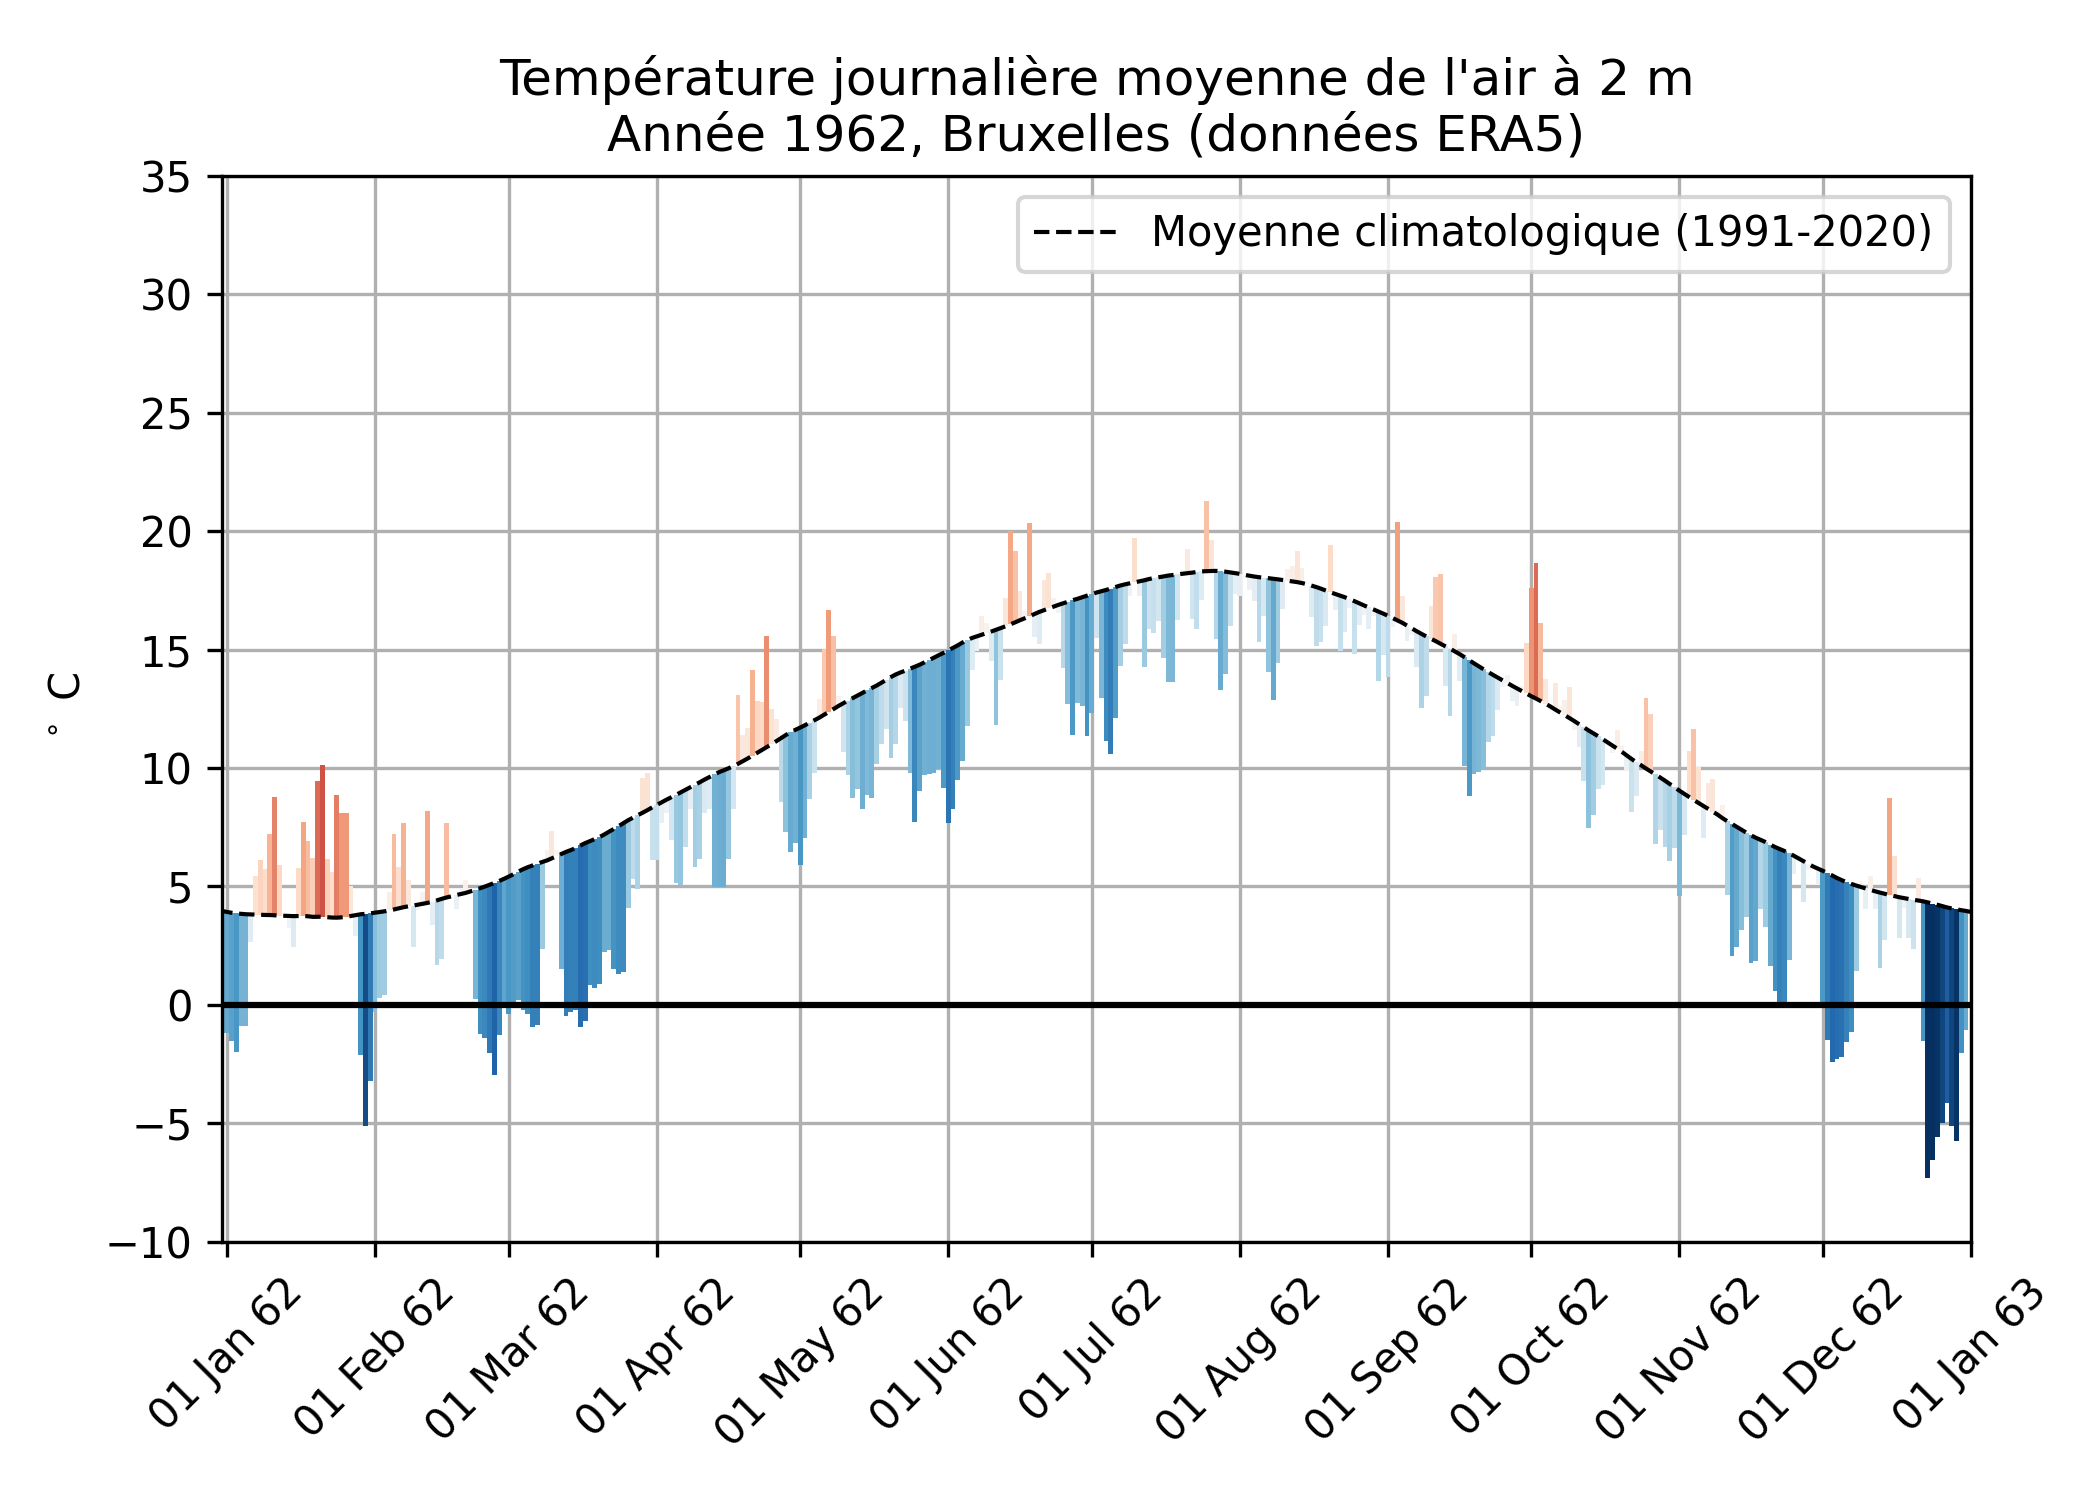 Température journalière moyenne de l'air à 2 m
Année 1962, Bruxelles (données ERA5)
Moyenne climatologique (1991-2020)
° C
35
30
25
20
15
10
5
0
−5
−10
01 Jan 62
01 Feb 62
01 Mar 62
01 Apr 62
01 May 62
01 Jun 62
01 Jul 62
01 Aug 62
01 Sep 62
01 Oct 62
01 Nov 62
01 Dec 62
01 Jan 63